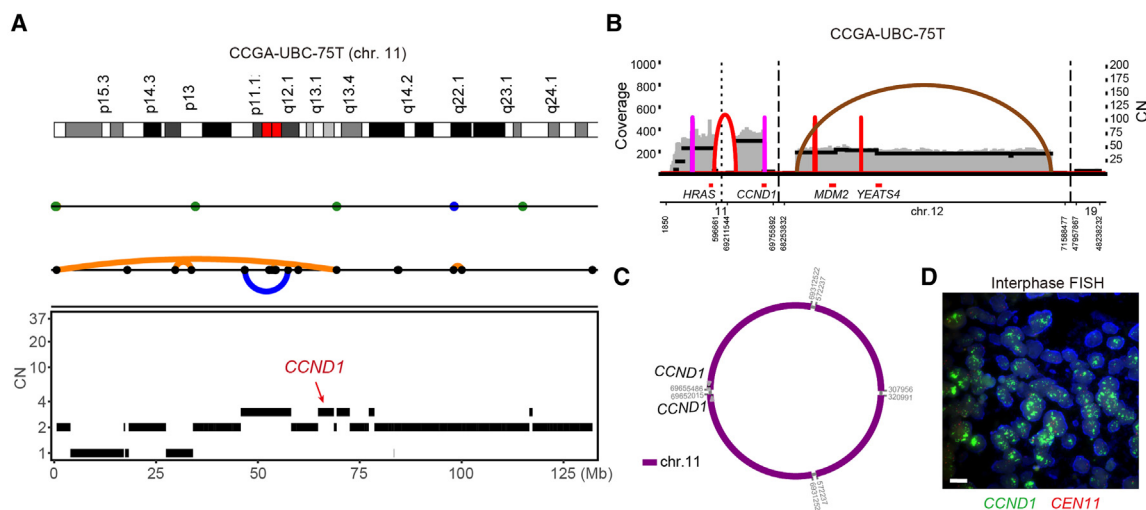 A
CCGA-UBC-75T (chr. 11)
p15.3 p14.3 p13 p11.1. q12.1 q13.1 q13.4 q14.2 q22.1 q23.1 q24.1
CN
37
20
10
4
2
1
CCND1
0 25 50 75 100 125 (Mb)
B
CCGA-UBC-75T
Coverage
1000
800
600
400
200
CN
200
175
150
125
100
75
50
25
HRAS CCND1 MDM2 YEATS4
11 chr.12 19
1850 596661 69211544 69755892 68253832 71588477 47957867 48238232
C
69312522
572237
CCND1
69656486
69652015
CCND1
307956
320991
572237
6931252
chr.11
D
Interphase FISH
CCND1 CEN11